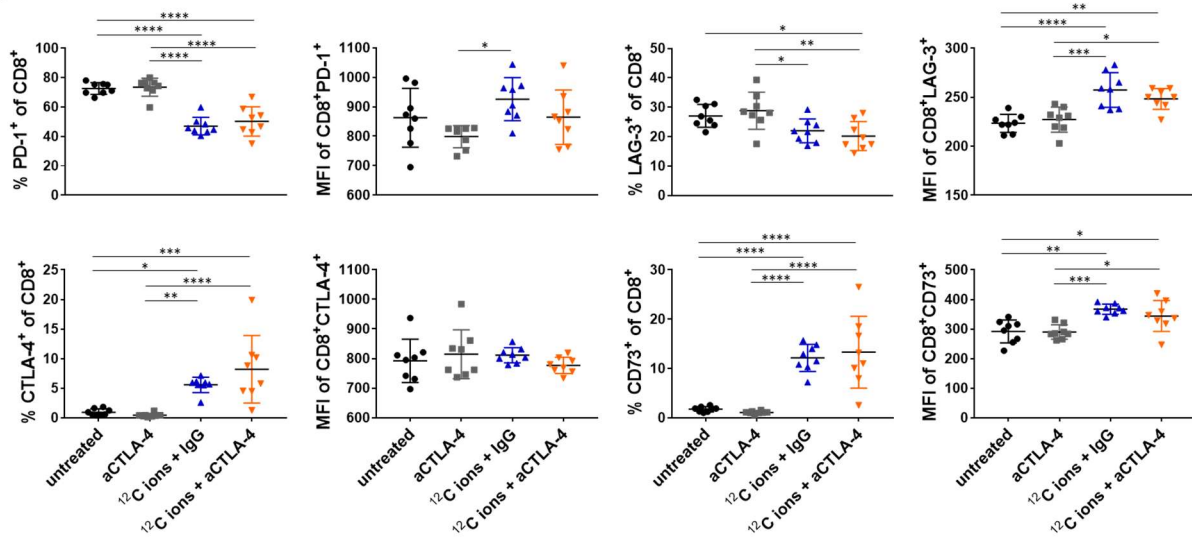 % PD-1⁺ of CD8⁺
100
80
60
40
20
0
****
****
****
****
MFI of CD8⁺PD-1⁺
1100
1000
900
800
700
600
*
% LAG-3⁺ of CD8⁺
50
40
30
20
10
0
*
**
*
MFI of CD8⁺LAG-3⁺
300
250
200
150
**
****
*
***
% CTLA-4⁺ of CD8⁺
25
20
15
10
5
0
***
*
****
**
untreated
aCTLA-4
¹²C ions + IgG
¹²C ions + aCTLA-4
MFI of CD8⁺CTLA-4⁺
1100
1000
900
800
700
600
untreated
aCTLA-4
¹²C ions + IgG
¹²C ions + aCTLA-4
% CD73⁺ of CD8⁺
30
20
10
0
****
****
****
****
untreated
aCTLA-4
¹²C ions + IgG
¹²C ions + aCTLA-4
MFI of CD8⁺CD73⁺
500
400
300
200
100
0
*
**
*
***
untreated
aCTLA-4
¹²C ions + IgG
¹²C ions + aCTLA-4